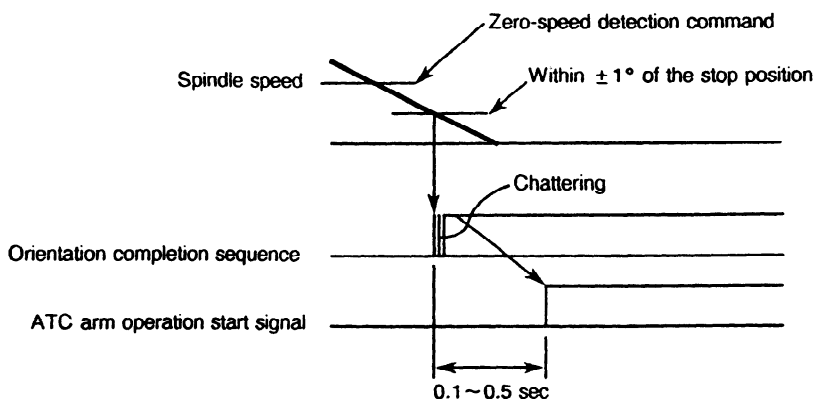 Zero-speed detection command
Spindle speed
Within ±1° of the stop position
Chattering
Orientation completion sequence
ATC arm operation start signal
0.1~0.5 sec